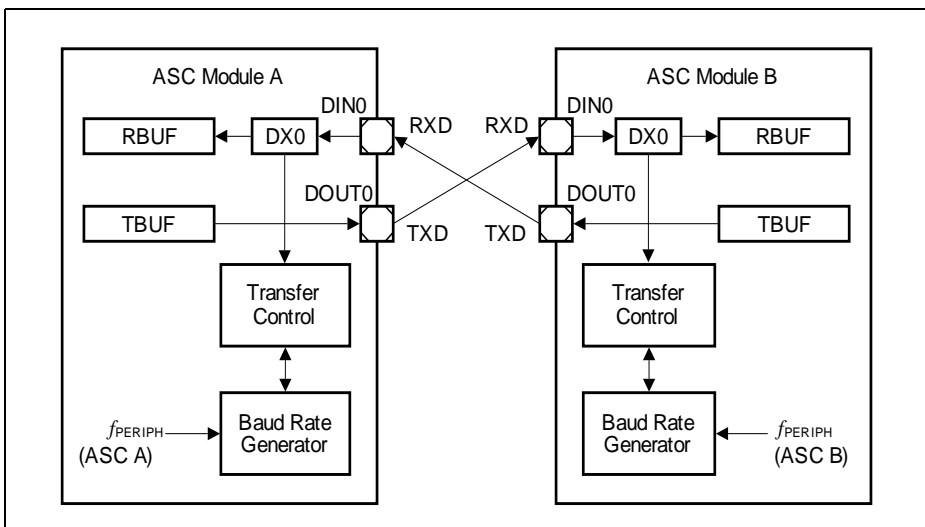 ASC Module A
DIN0
RXD
RBUF
DX0
DOUT0
TBUF
TXD
Transfer
Control
Baud Rate
Generator
fPERIPH
(ASC A)
ASC Module B
RXD
DIN0
DX0
RBUF
DOUT0
TXD
TBUF
Transfer
Control
Baud Rate
Generator
fPERIPH
(ASC B)